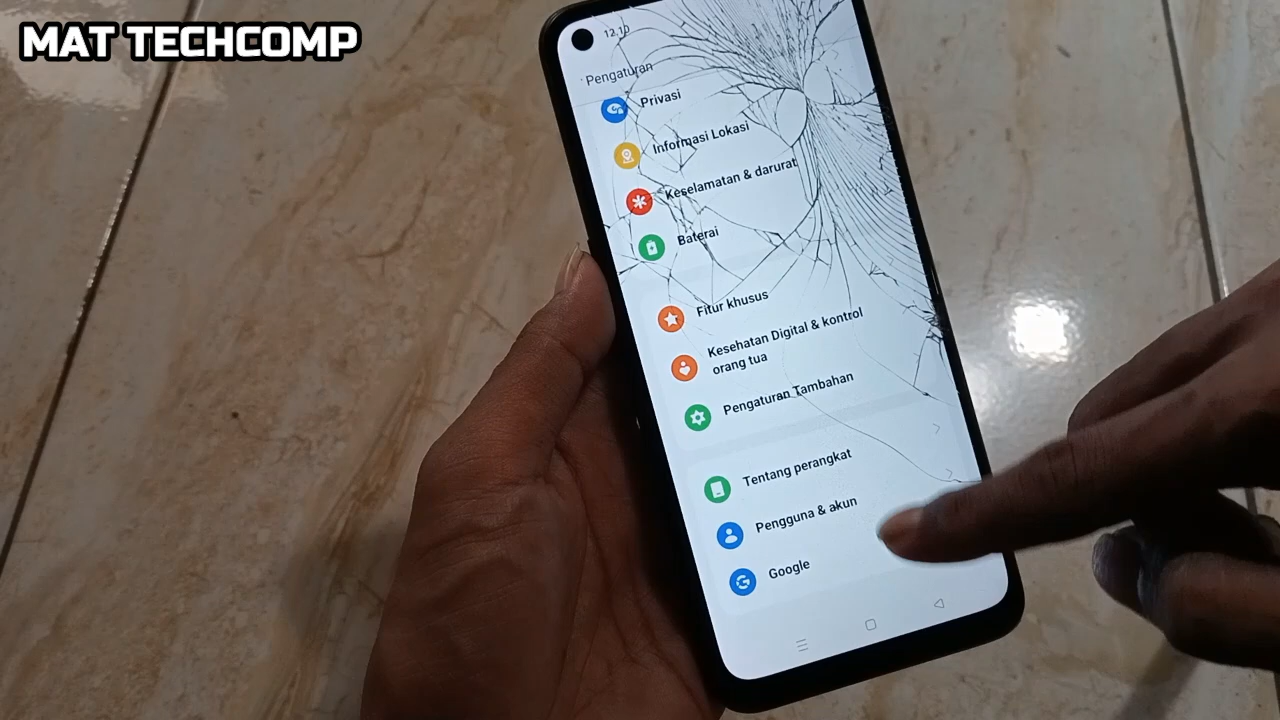 MAT TECHCOMP
12.10
Pengaturan
Privasi
Informasi Lokasi
Keselamatan & darurat
Baterai
Fitur khusus
Kesehatan Digital & kontrol
orang tua
Pengaturan Tambahan
Tentang perangkat
Pengguna & akun
Google